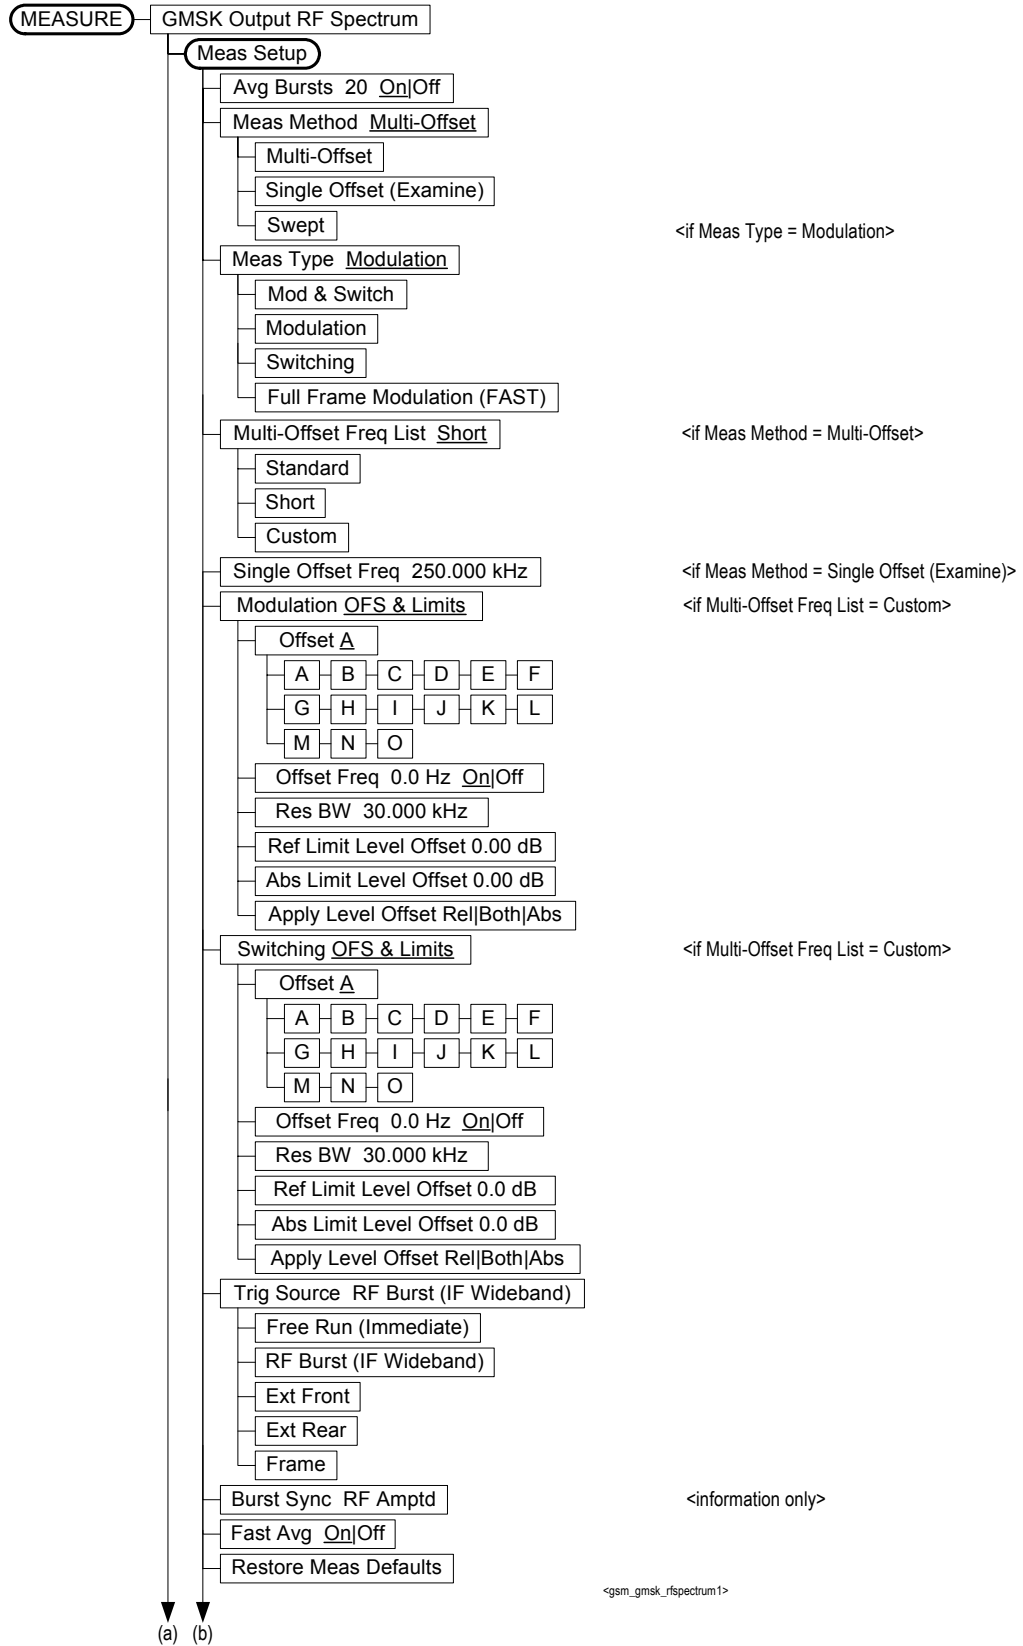 MEASURE GMSK Output RF Spectrum
Meas Setup
Avg Bursts 20 On|Off
Meas Method Multi-Offset
Multi-Offset
Single Offset (Examine)
Swept <if Meas Type = Modulation>
Meas Type Modulation
Mod & Switch
Modulation
Switching
Full Frame Modulation (FAST)
Multi-Offset Freq List Short <if Meas Method = Multi-Offset>
Standard
Short
Custom
Single Offset Freq 250.000 kHz <if Meas Method = Single Offset (Examine)>
Modulation OFS & Limits <if Multi-Offset Freq List = Custom>
Offset A
A B C D E F
G H I J K L
M N O
Offset Freq 0.0 Hz On|Off
Res BW 30.000 kHz
Ref Limit Level Offset 0.00 dB
Abs Limit Level Offset 0.00 dB
Apply Level Offset Rel|Both|Abs
Switching OFS & Limits <if Multi-Offset Freq List = Custom>
Offset A
A B C D E F
G H I J K L
M N O
Offset Freq 0.0 Hz On|Off
Res BW 30.000 kHz
Ref Limit Level Offset 0.0 dB
Abs Limit Level Offset 0.0 dB
Apply Level Offset Rel|Both|Abs
Trig Source RF Burst (IF Wideband)
Free Run (Immediate)
RF Burst (IF Wideband)
Ext Front
Ext Rear
Frame
Burst Sync RF Amptd <information only>
Fast Avg On|Off
Restore Meas Defaults
<gsm_gmsk_rfspectrum1>
(a) (b)